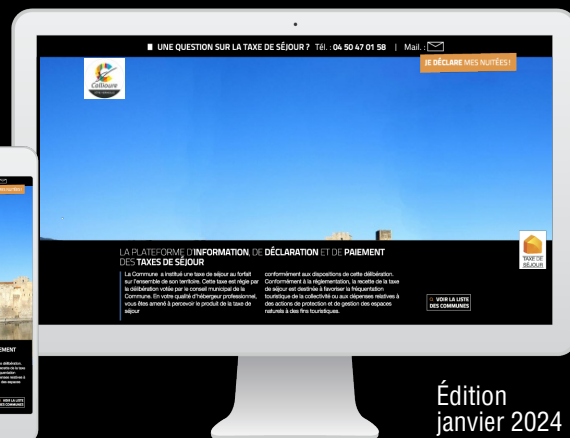 UNE QUESTION SUR LA TAXE DE SÉJOUR ? Tél. : 04 50 47 01 58 | Mail. :
JE DÉCLARE MES NUITÉES !
Collioure
LA PLATEFORME D'INFORMATION, DE DÉCLARATION ET DE PAIEMENT
DES TAXES DE SÉJOUR
La Commune a institué une taxe de séjour au forfait
sur l'ensemble de son territoire. Cette taxe est régie par
la délibération votée par le conseil municipal de la
Commune. En votre qualité d'hébergeur professionnel,
vous êtes amené à percevoir le produit de la taxe de
séjour
conformément aux dispositions de cette délibération.
Conformément à la réglementation, la recette de la taxe
de séjour est destinée à favoriser la fréquentation
touristique de la collectivité ou aux dépenses relatives à
des actions de protection et de gestion des espaces
naturels à des fins touristiques.
TAXE DE
SÉJOUR
VOIR LA LISTE
DES COMMUNES
Édition
janvier 2024